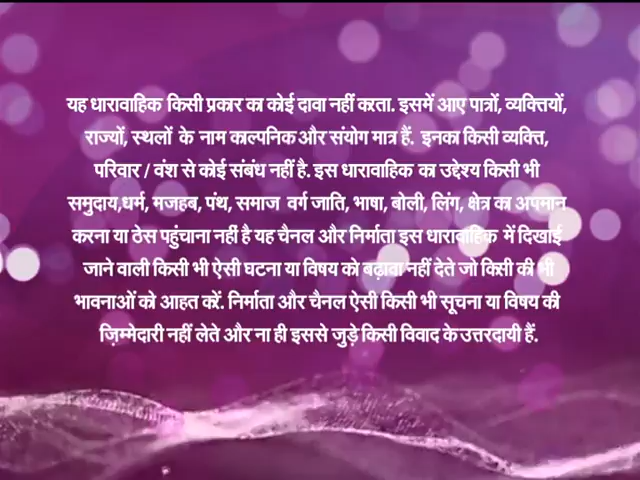 यह धारावाहिक किसी प्रकार का कोई दावा नहीं करता. इसमें आए पात्रों, व्यक्तियों,
राज्यों, स्थलों के नाम काल्पनिक और संयोग मात्र हैं. इनका किसी व्यक्ति,
परिवार / वंश से कोई संबंध नहीं है. इस धारावाहिक का उद्देश्य किसी भी
समुदाय,धर्म, मजहब, पंथ, समाज वर्ग जाति, भाषा, बोली, लिंग, क्षेत्र का अपमान
करना या ठेस पहुंचाना नहीं है यह चैनल और निर्माता इस धारावाहिक में दिखाई
जाने वाली किसी भी ऐसी घटना या विषय को बढ़ावा नहीं देते जो किसी की भी
भावनाओं को आहत करें. निर्माता और चैनल ऐसी किसी भी सूचना या विषय की
ज़िम्मेदारी नहीं लेते और ना ही इससे जुड़े किसी विवाद के उत्तरदायी हैं.